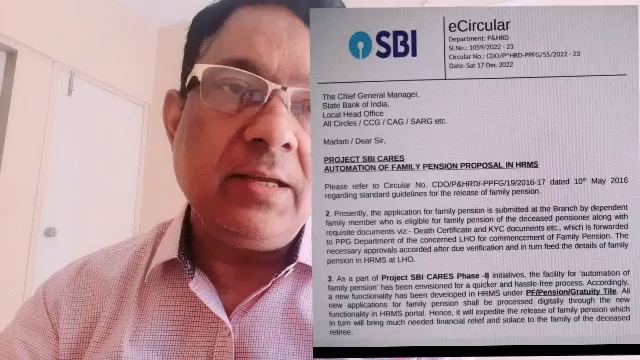 SBI
eCircular
Department: P&HRD
Sl.No.: 1059/2022 - 23
Circular No.: CDO/P^HRD-PPFG/55/2022 - 23
Date: Sat 17 Dec 2022
The Chief General Manager,
State Bank of India,
Local Head Office
All Circles / CCG / CAG / SARG etc.
Madam / Dear Sir,
PROJECT SBI CARES
AUTOMATION OF FAMILY PENSION PROPOSAL IN HRMS
Please refer to Circular No. CDO/P&HRD/-PPFG/19/2016-17 dated 10th May 2016
regarding standard guidelines for the release of family pension.
2. Presently, the application for family pension is submitted at the Branch by dependent
family member who is eligible for family pension of the deceased pensioner along with
requisite documents viz:- Death Certificate and KYC documents etc., which is forwarded
to PPG Department of the concerned LHO for commencement of Family Pension. The
necessary approvals accorded after due verification and in turn feed the details of family
pension in HRMS at LHO.
3. As a part of Project SBI CARES Phase -II initiatives, the facility for 'automation of
family pension' has been envisioned for a quicker and hassle-free process. Accordingly,
a new functionality has been developed in HRMS under PF/Pension/Gratuity Tile. All
new applications for family pension shall be processed digitally through the new
functionality in HRMS portal. Hence, it will expedite the release of family pension which
in turn will bring much needed financial relief and solace to the family of the deceased
retiree.